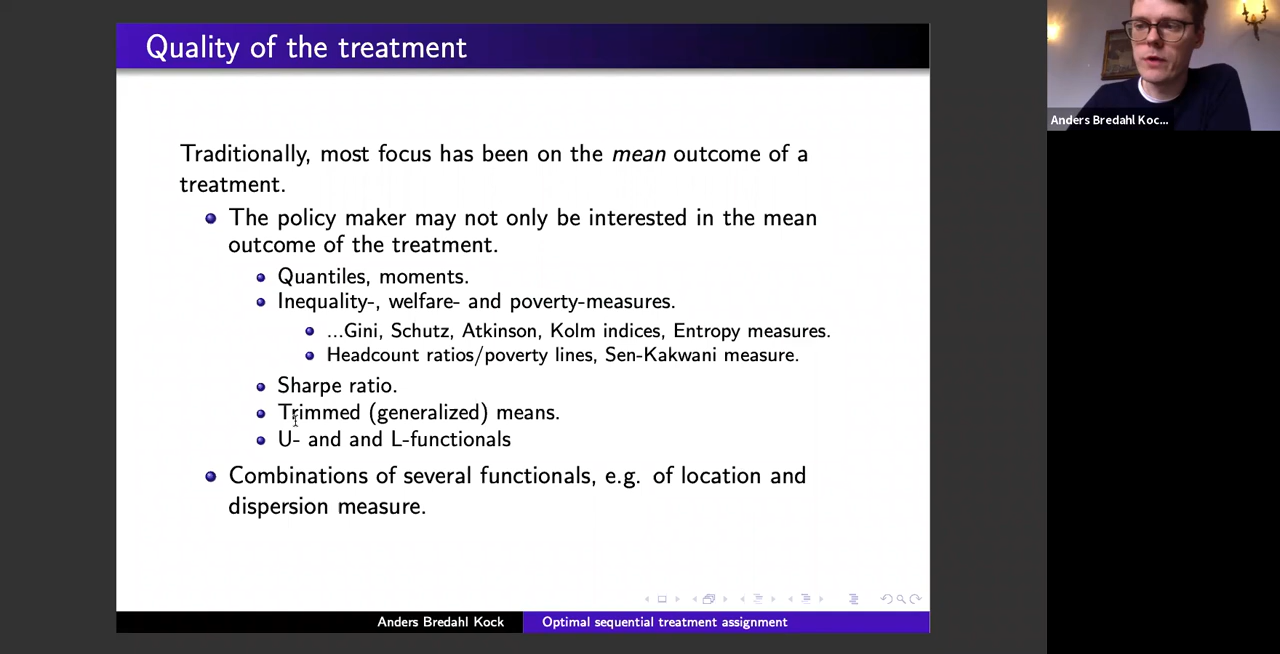 Quality of the treatment
Traditionally, most focus has been on the mean outcome of a
treatment.
The policy maker may not only be interested in the mean
outcome of the treatment.
Quantiles, moments.
Inequality-, welfare- and poverty-measures.
...Gini, Schutz, Atkinson, Kolm indices, Entropy measures.
Headcount ratios/poverty lines, Sen-Kakwani measure.
Sharpe ratio.
Trimmed (generalized) means.
U- and and L-functionals
Combinations of several functionals, e.g. of location and
dispersion measure.
Anders Bredahl Kock
Optimal sequential treatment assignment
Anders Bredahl Koc...